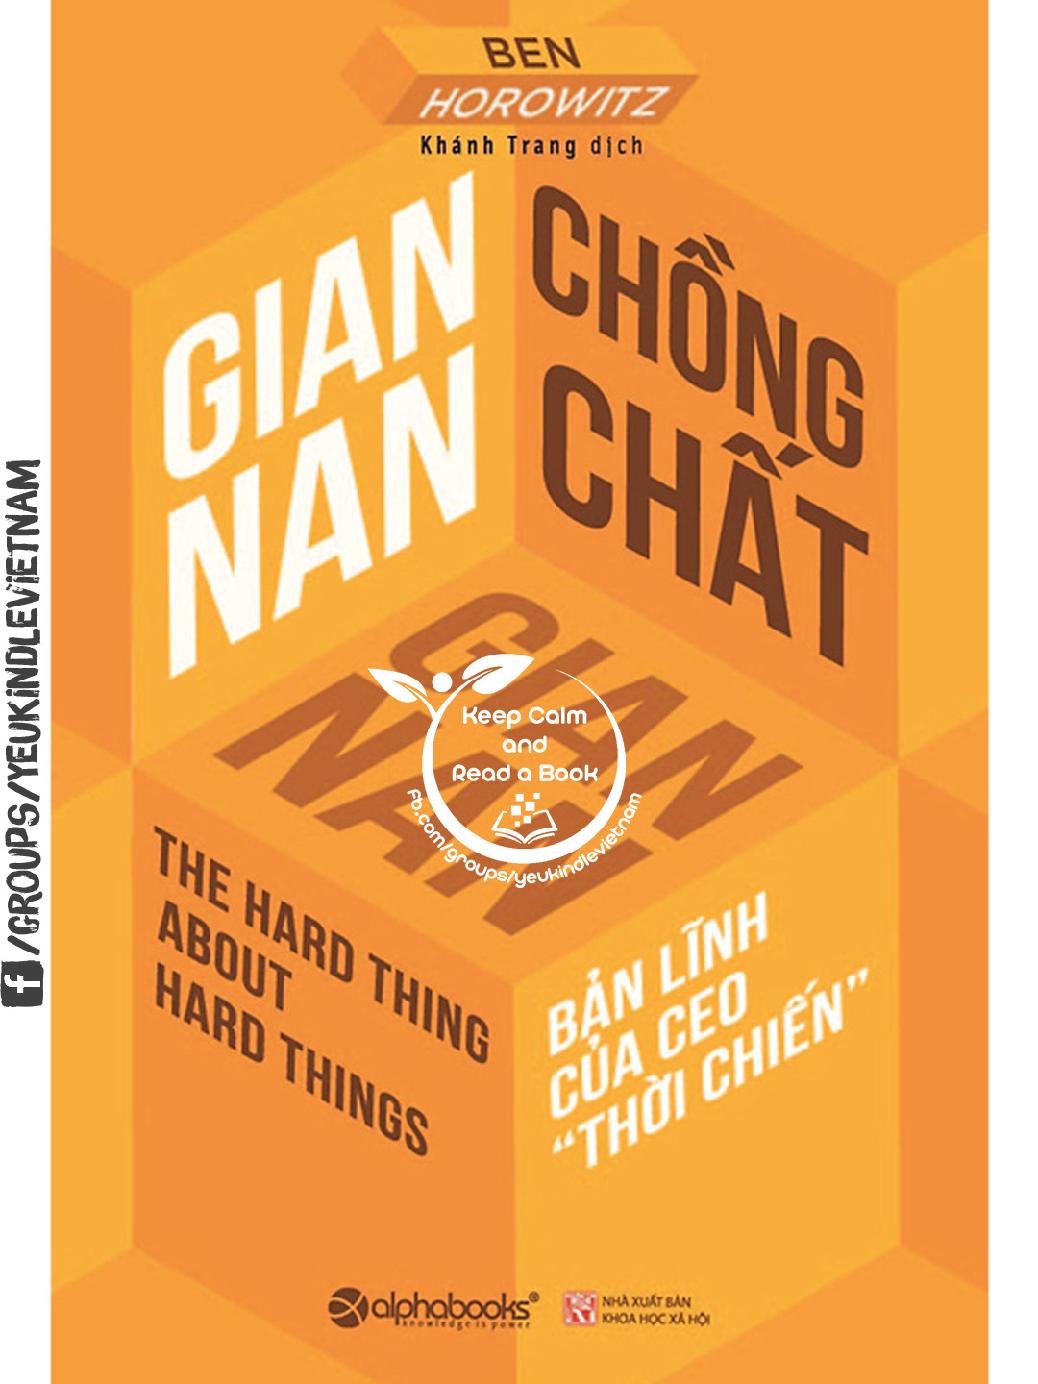 BEN
HOROWITZ
Khánh Trang dịch
GIAN
NAN
CHỒNG
CHẤT
GIAN
NAN
Keep Calm
and
Read a Book
fb.com/groups/yeukindlevietnam
THE HARD THING
ABOUT
HARD THINGS
BẢN LĨNH
CỦA CEO
“THỜI CHIẾN”
alphabooks®
knowledge is power
NHÀ XUẤT BẢN
KHOA HỌC XÃ HỘI
f/GROUPS/YEUKINDLEVIETNAM